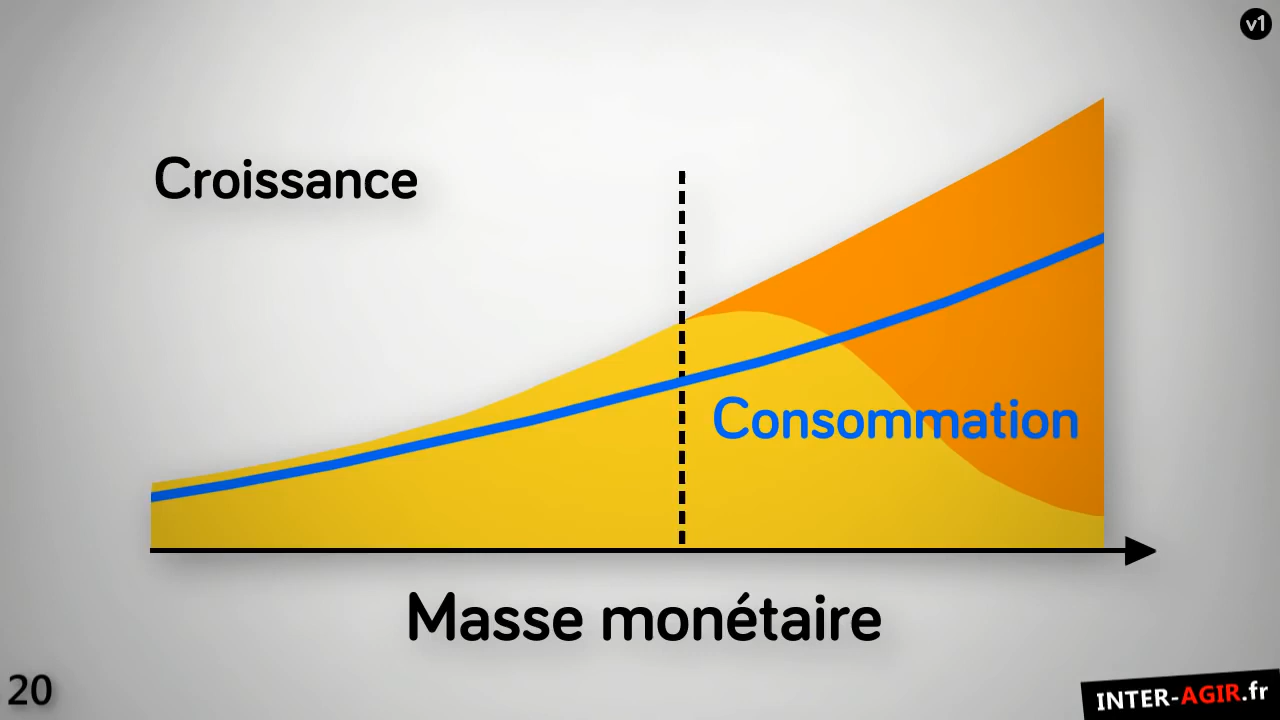 v1
Croissance
Consommation
Masse monétaire
20
INTER-AGIR.fr